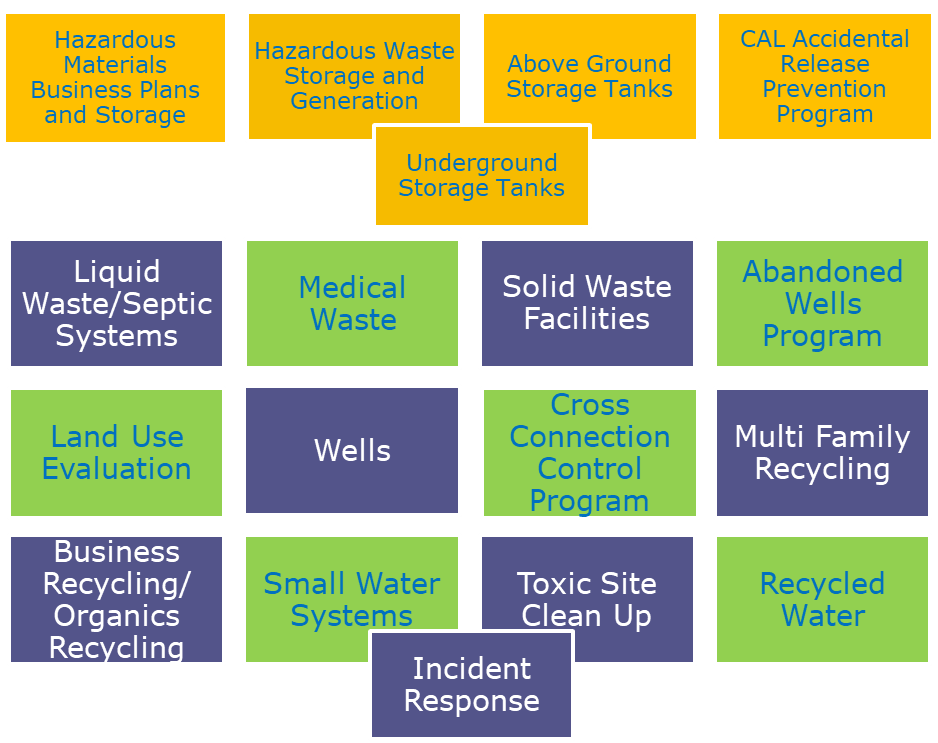 Hazardous
Materials
Business Plans
and Storage
Hazardous Waste
Storage and
Generation
Above Ground
Storage Tanks
CAL Accidental
Release
Prevention
Program
Underground
Storage Tanks
Liquid
Waste/Septic
Systems
Medical
Waste
Solid Waste
Facilities
Abandoned
Wells
Program
Land Use
Evaluation
Wells
Cross
Connection
Control
Program
Multi Family
Recycling
Business
Recycling/
Organics
Recycling
Small Water
Systems
Toxic Site
Clean Up
Recycled
Water
Incident
Response